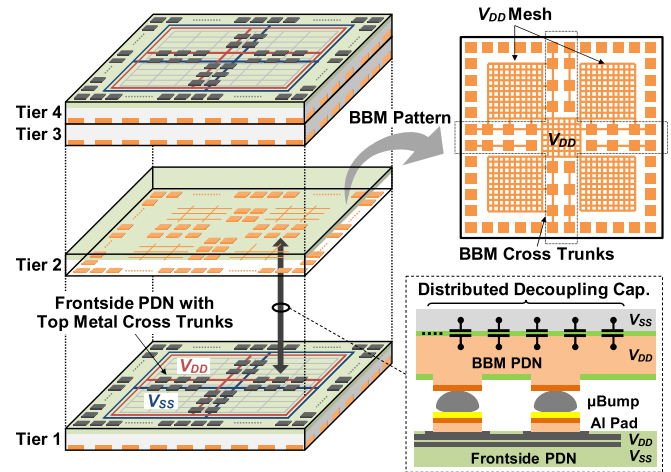 Tier 4
Tier 3
Tier 2
Frontside PDN with
Top Metal Cross Trunks
VDD
VSS
Tier 1
BBM Pattern
VDD Mesh
VDD
BBM Cross Trunks
Distributed Decoupling Cap.
VSS
VDD
BBM PDN
μBump
Al Pad
VDD
VSS
Frontside PDN